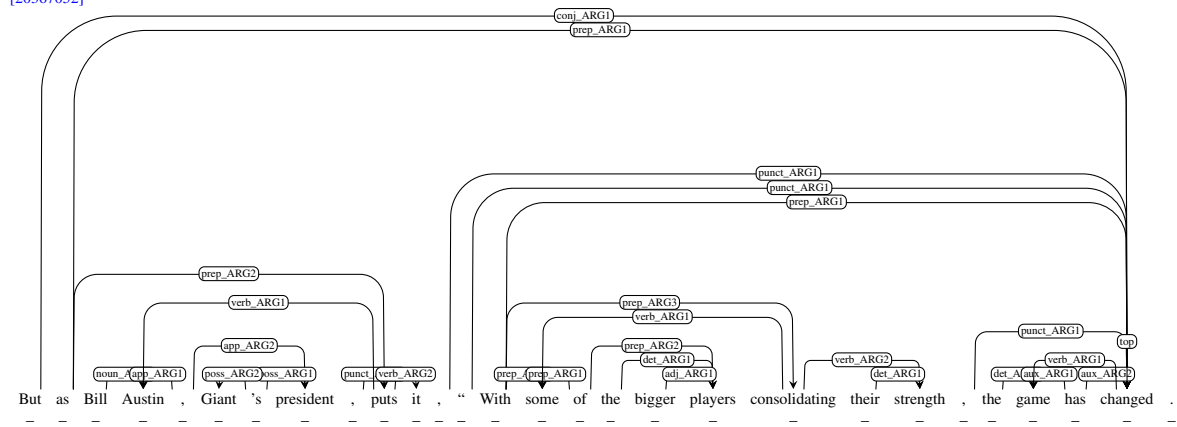 conj_ARG1
prep_ARG1
punct_ARG1
punct_ARG1
prep_ARG1
prep_ARG2
verb_ARG1 prep_ARG3
verb_ARG1
punct_ARG1
top
app_ARG2 prep_ARG2
det_ARG1 verb_ARG2 verb_ARG1
app_ARG1 poss_ARG2 verb_ARG2 prep_ARG1 adj_ARG1 det_ARG1 aux_ARG1 aux_ARG2
But as Bill Austin , Giant 's president , puts it , “ With some of the bigger players consolidating their strength , the game has changed .
_ _ _ _ _ _ _ _ _ _ _ _ _ _ _ _ _ _ _ _ _ _ _ _ _ _ _ _